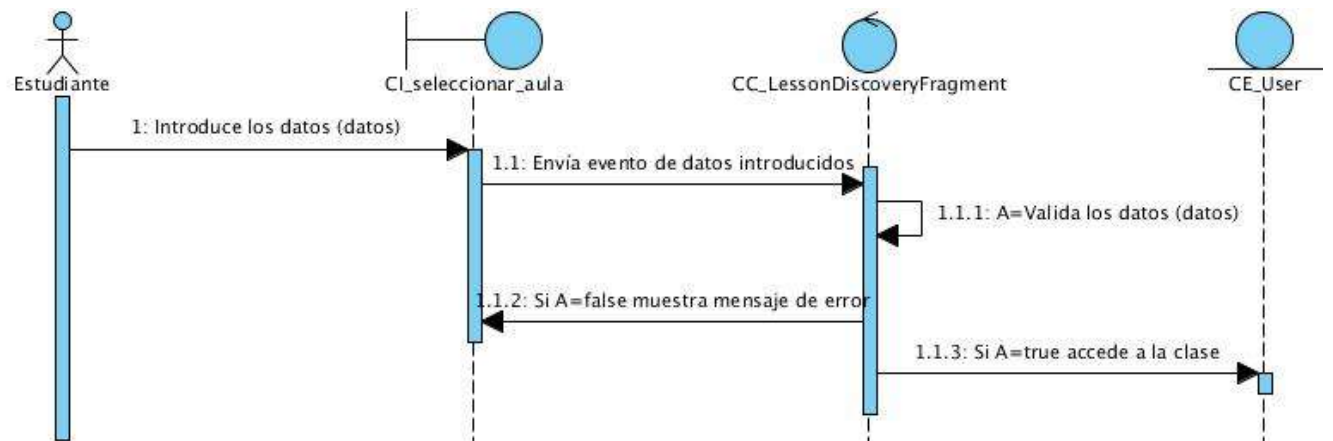 Estudiante
CI_seleccionar_aula
CC_LessonDiscoveryFragment
CE_User
1: Introduce los datos (datos)
1.1: Envía evento de datos introducidos
1.1.1: A=Valida los datos (datos)
1.1.2: Si A=false muestra mensaje de error
1.1.3: Si A=true accede a la clase